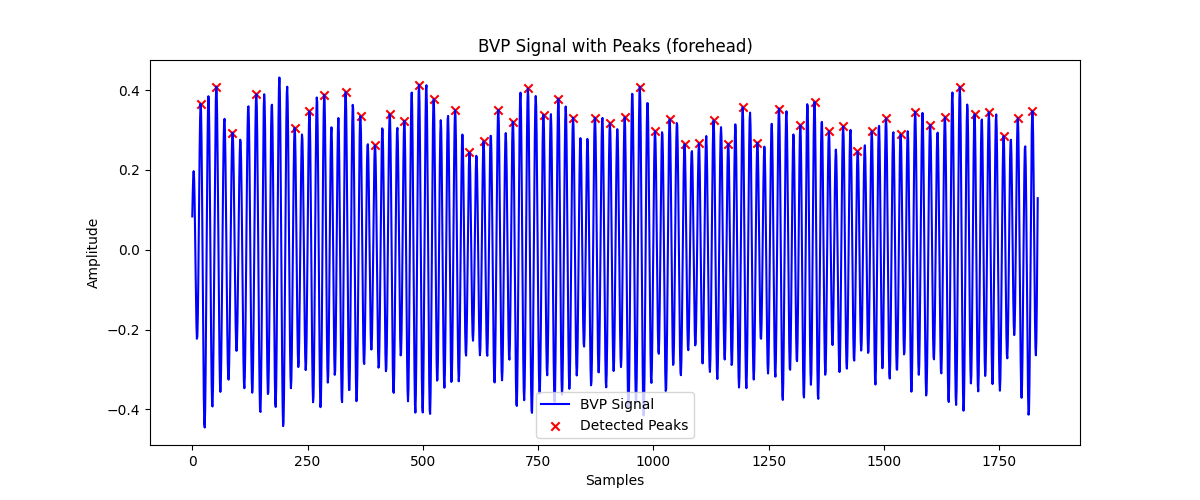 BVP Signal with Peaks (forehead)
Amplitude
0.4
0.2
0.0
−0.2
−0.4
BVP Signal
Detected Peaks
0 250 500 750 1000 1250 1500 1750
Samples